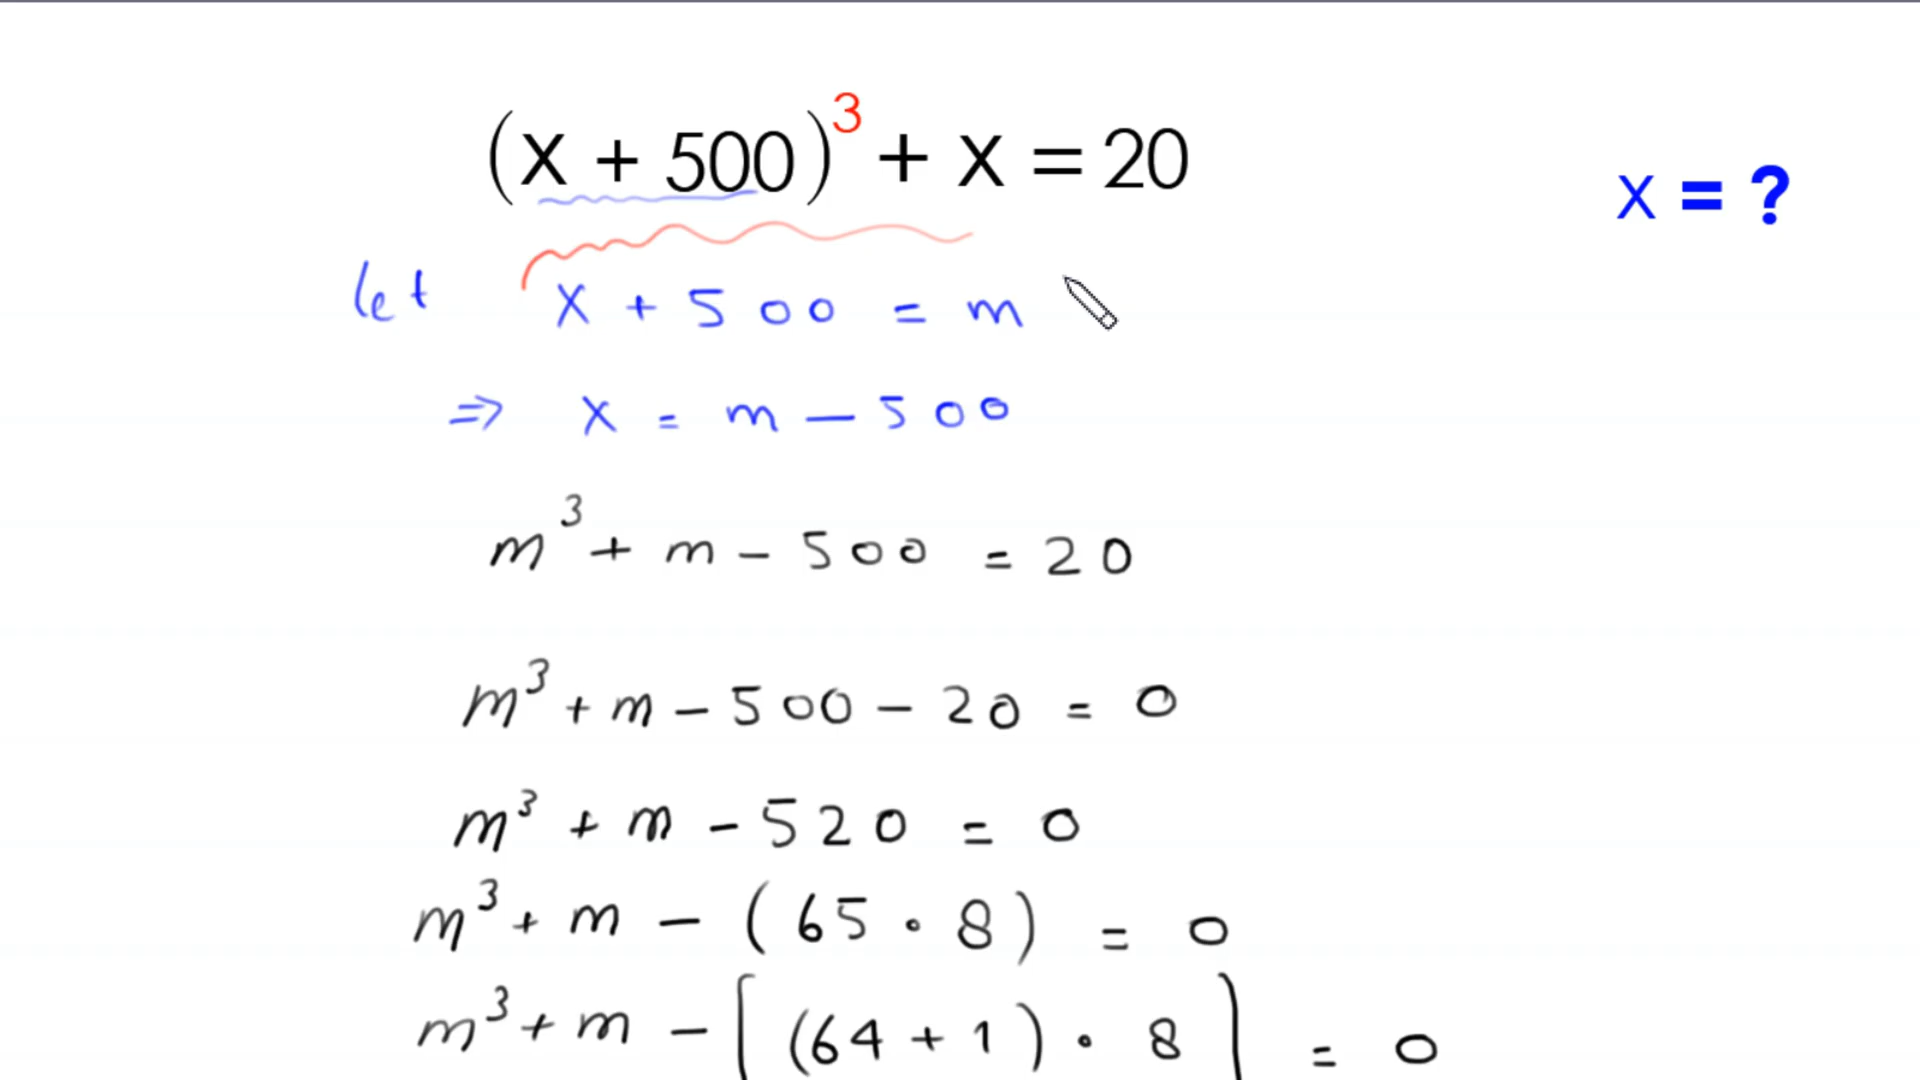 (x + 500)³ + x = 20
x = ?
let x + 500 = m
⇒ x = m − 500
m³ + m − 500 = 20
m³ + m − 500 − 20 = 0
m³ + m − 520 = 0
m³ + m − (65 · 8) = 0
m³ + m − [(64 + 1) · 8] = 0